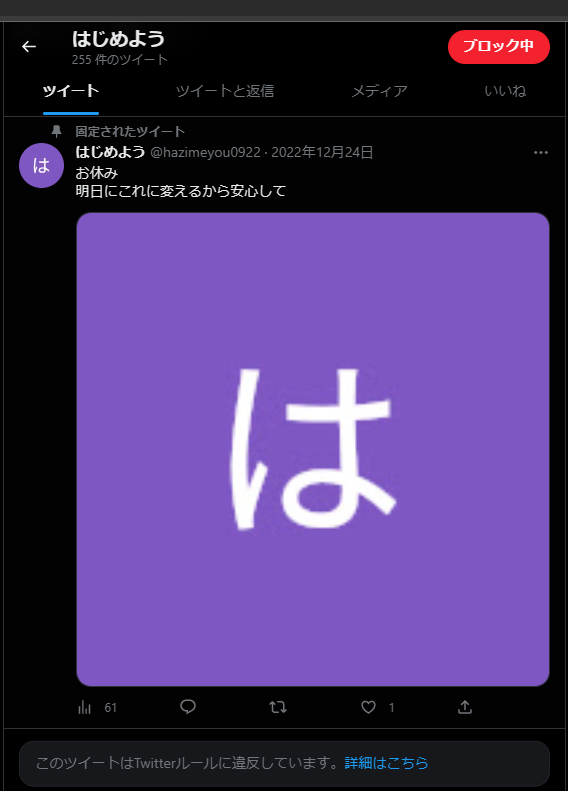 はじめよう
255 件のツイート
ブロック中
ツイート ツイートと返信 メディア いいね
固定されたツイート
は
はじめよう @hazimeyou0922 · 2022年12月24日
お休み
明日にこれに変えるから安心して
は
61 1
このツイートはTwitterルールに違反しています。詳細はこちら